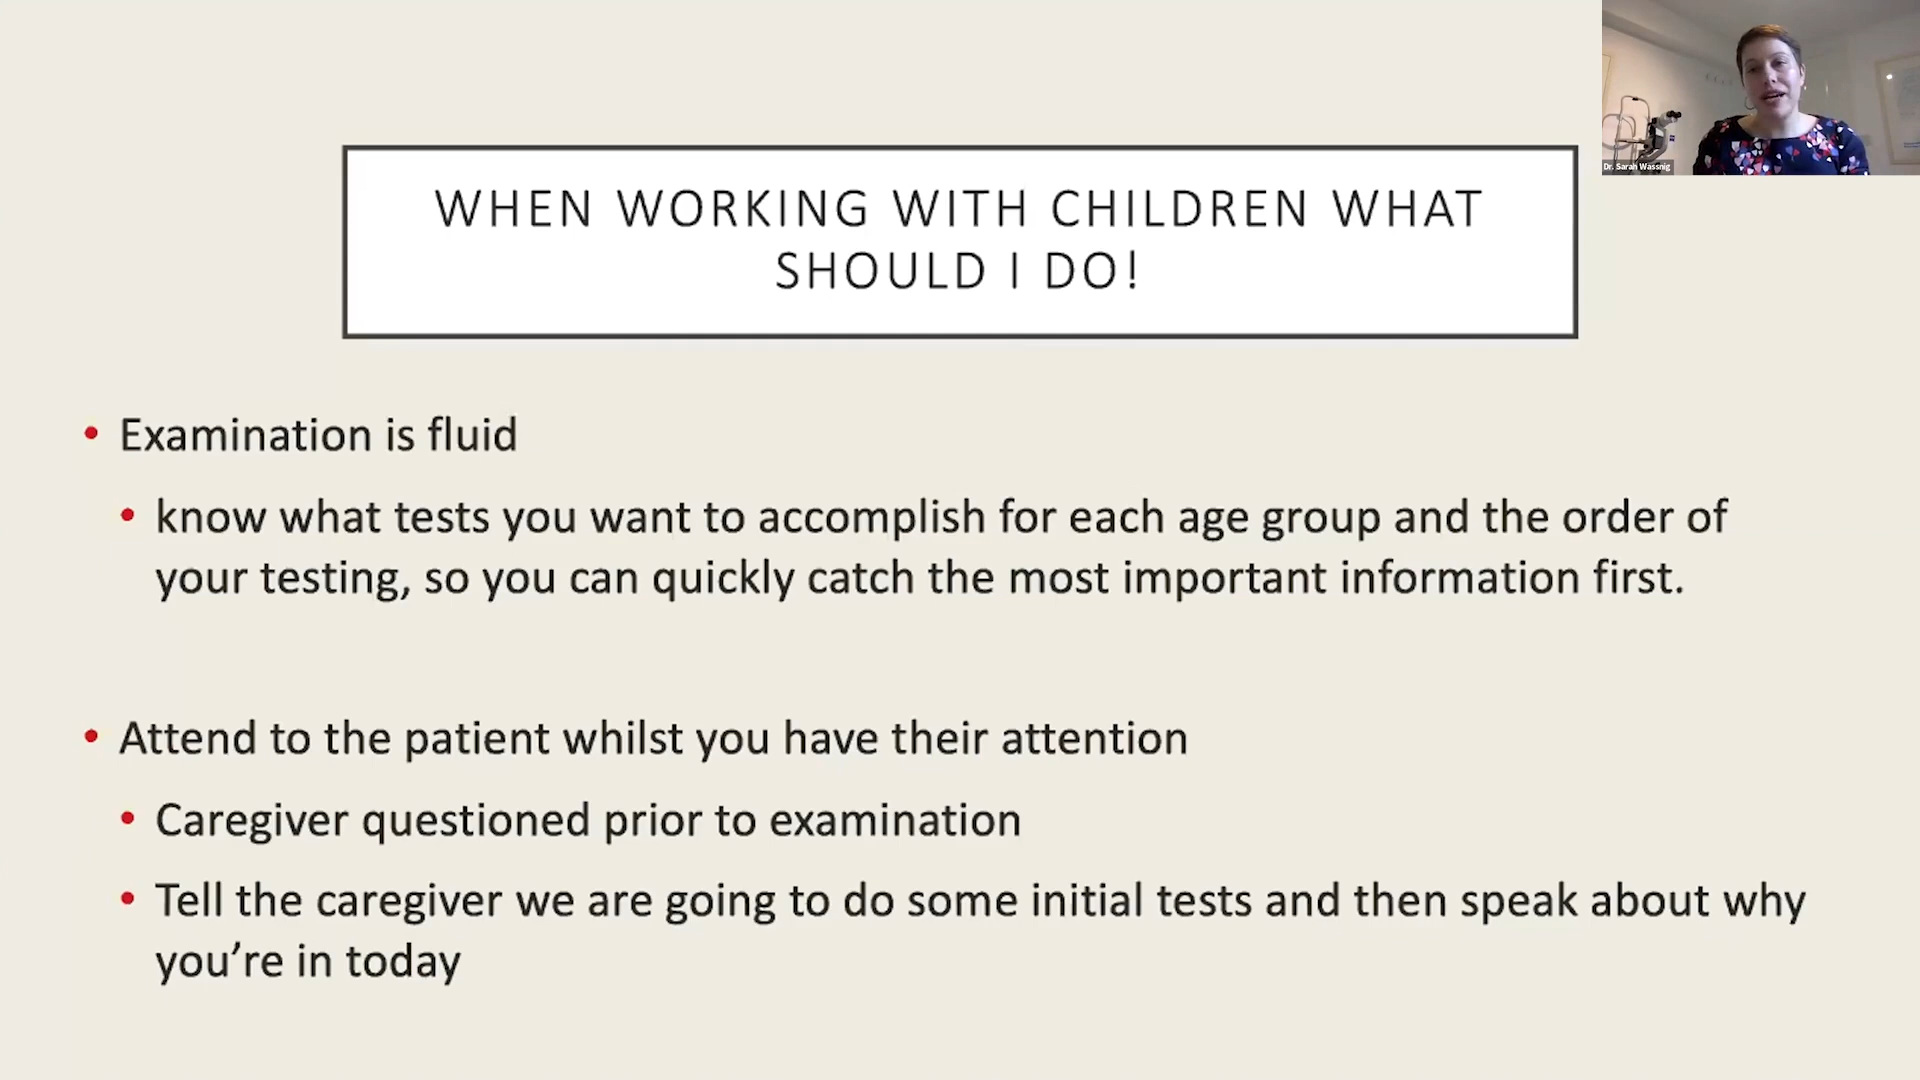 WHEN WORKING WITH CHILDREN WHAT
SHOULD I DO!
Dr. Sarah Wassnig
• Examination is fluid
• know what tests you want to accomplish for each age group and the order of
your testing, so you can quickly catch the most important information first.
• Attend to the patient whilst you have their attention
• Caregiver questioned prior to examination
• Tell the caregiver we are going to do some initial tests and then speak about why
you’re in today